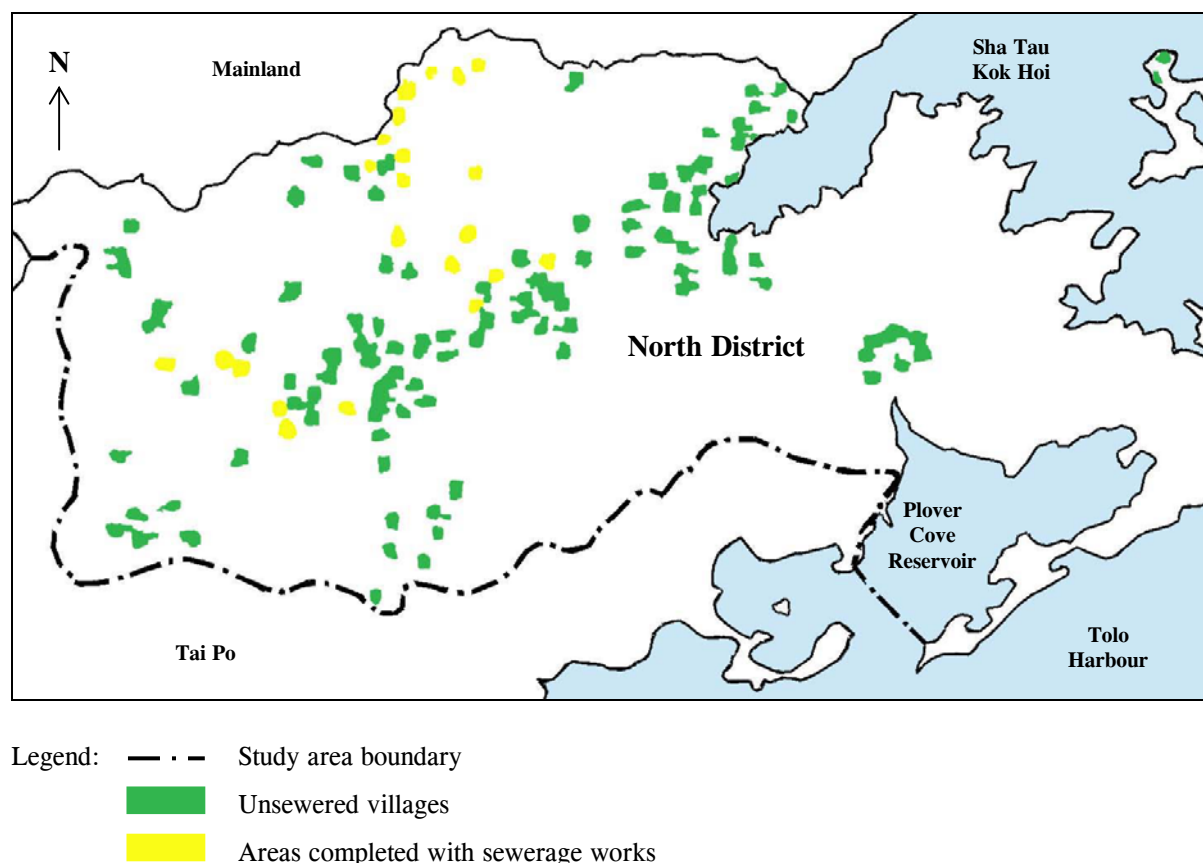 N
Mainland
Sha Tau
Kok Hoi
North District
Plover
Cove
Reservoir
Tai Po
Tolo
Harbour
Legend:
Study area boundary
Unsewered villages
Areas completed with sewerage works